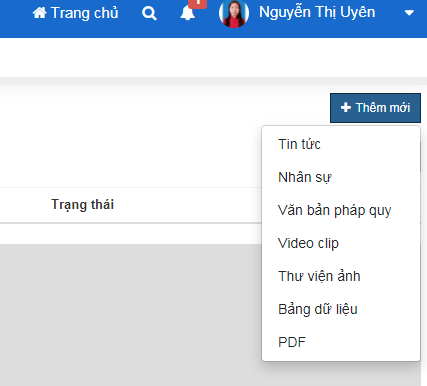 Trang chủ
1
Nguyễn Thị Uyên
Thêm mới
Tin tức
Nhân sự
Văn bản pháp quy
Trạng thái
Video clip
Thư viện ảnh
Bảng dữ liệu
PDF